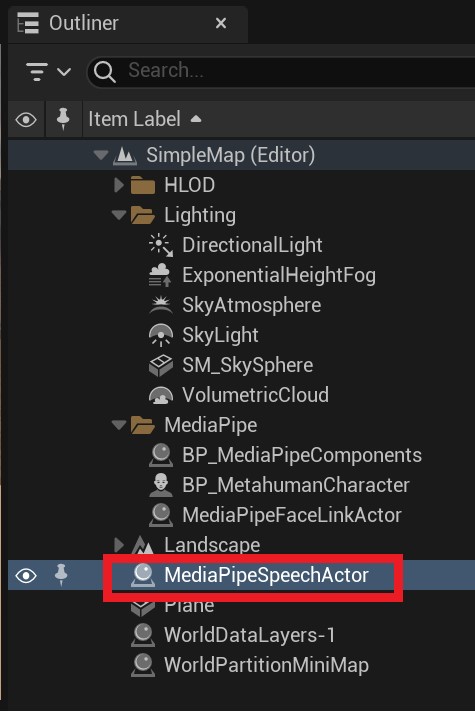 Outliner
Search...
Item Label
SimpleMap (Editor)
HLOD
Lighting
DirectionalLight
ExponentialHeightFog
SkyAtmosphere
SkyLight
SM_SkySphere
VolumetricCloud
MediaPipe
BP_MediaPipeComponents
BP_MetahumanCharacter
MediaPipeFaceLinkActor
Landscape
MediaPipeSpeechActor
Plane
WorldDataLayers-1
WorldPartitionMiniMap